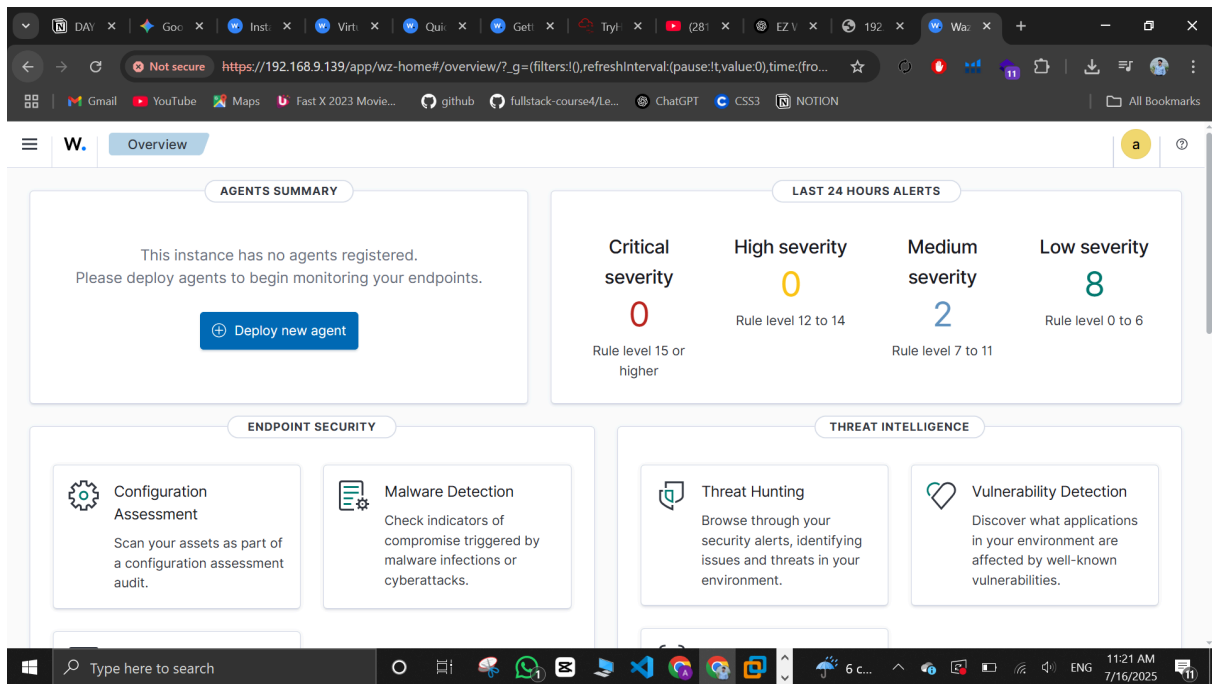 DAY
Goo
Inst
Virtu
Quic
Gett
TryH
(281
EZ V
192.
Waz
Not secure
https://192.168.9.139/app/wz-home#/overview/?_g=(filters:!(),refreshInterval:(pause:!t,value:0),time:(fro...
11
Gmail
YouTube
Maps
Fast X 2023 Movie...
github
fullstack-course4/Le...
ChatGPT
CSS3
NOTION
All Bookmarks
W.
Overview
a
AGENTS SUMMARY
This instance has no agents registered.
Please deploy agents to begin monitoring your endpoints.
Deploy new agent
LAST 24 HOURS ALERTS
Critical
severity
0
Rule level 15 or
higher
High severity
0
Rule level 12 to 14
Medium
severity
2
Rule level 7 to 11
Low severity
8
Rule level 0 to 6
ENDPOINT SECURITY
Configuration
Assessment
Scan your assets as part of
a configuration assessment
audit.
Malware Detection
Check indicators of
compromise triggered by
malware infections or
cyberattacks.
THREAT INTELLIGENCE
Threat Hunting
Browse through your
security alerts, identifying
issues and threats in your
environment.
Vulnerability Detection
Discover what applications
in your environment are
affected by well-known
vulnerabilities.
Type here to search
1
6 c...
ENG
11:21 AM
7/16/2025
11